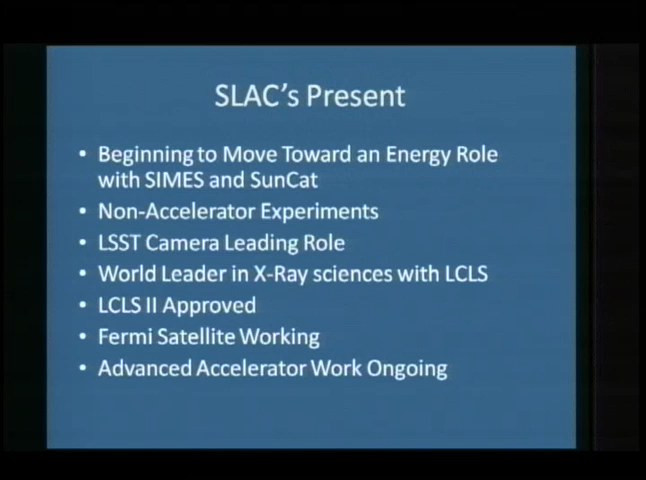 SLAC's Present
• Beginning to Move Toward an Energy Role
with SIMES and SunCat
• Non-Accelerator Experiments
• LSST Camera Leading Role
• World Leader in X-Ray sciences with LCLS
• LCLS II Approved
• Fermi Satellite Working
• Advanced Accelerator Work Ongoing